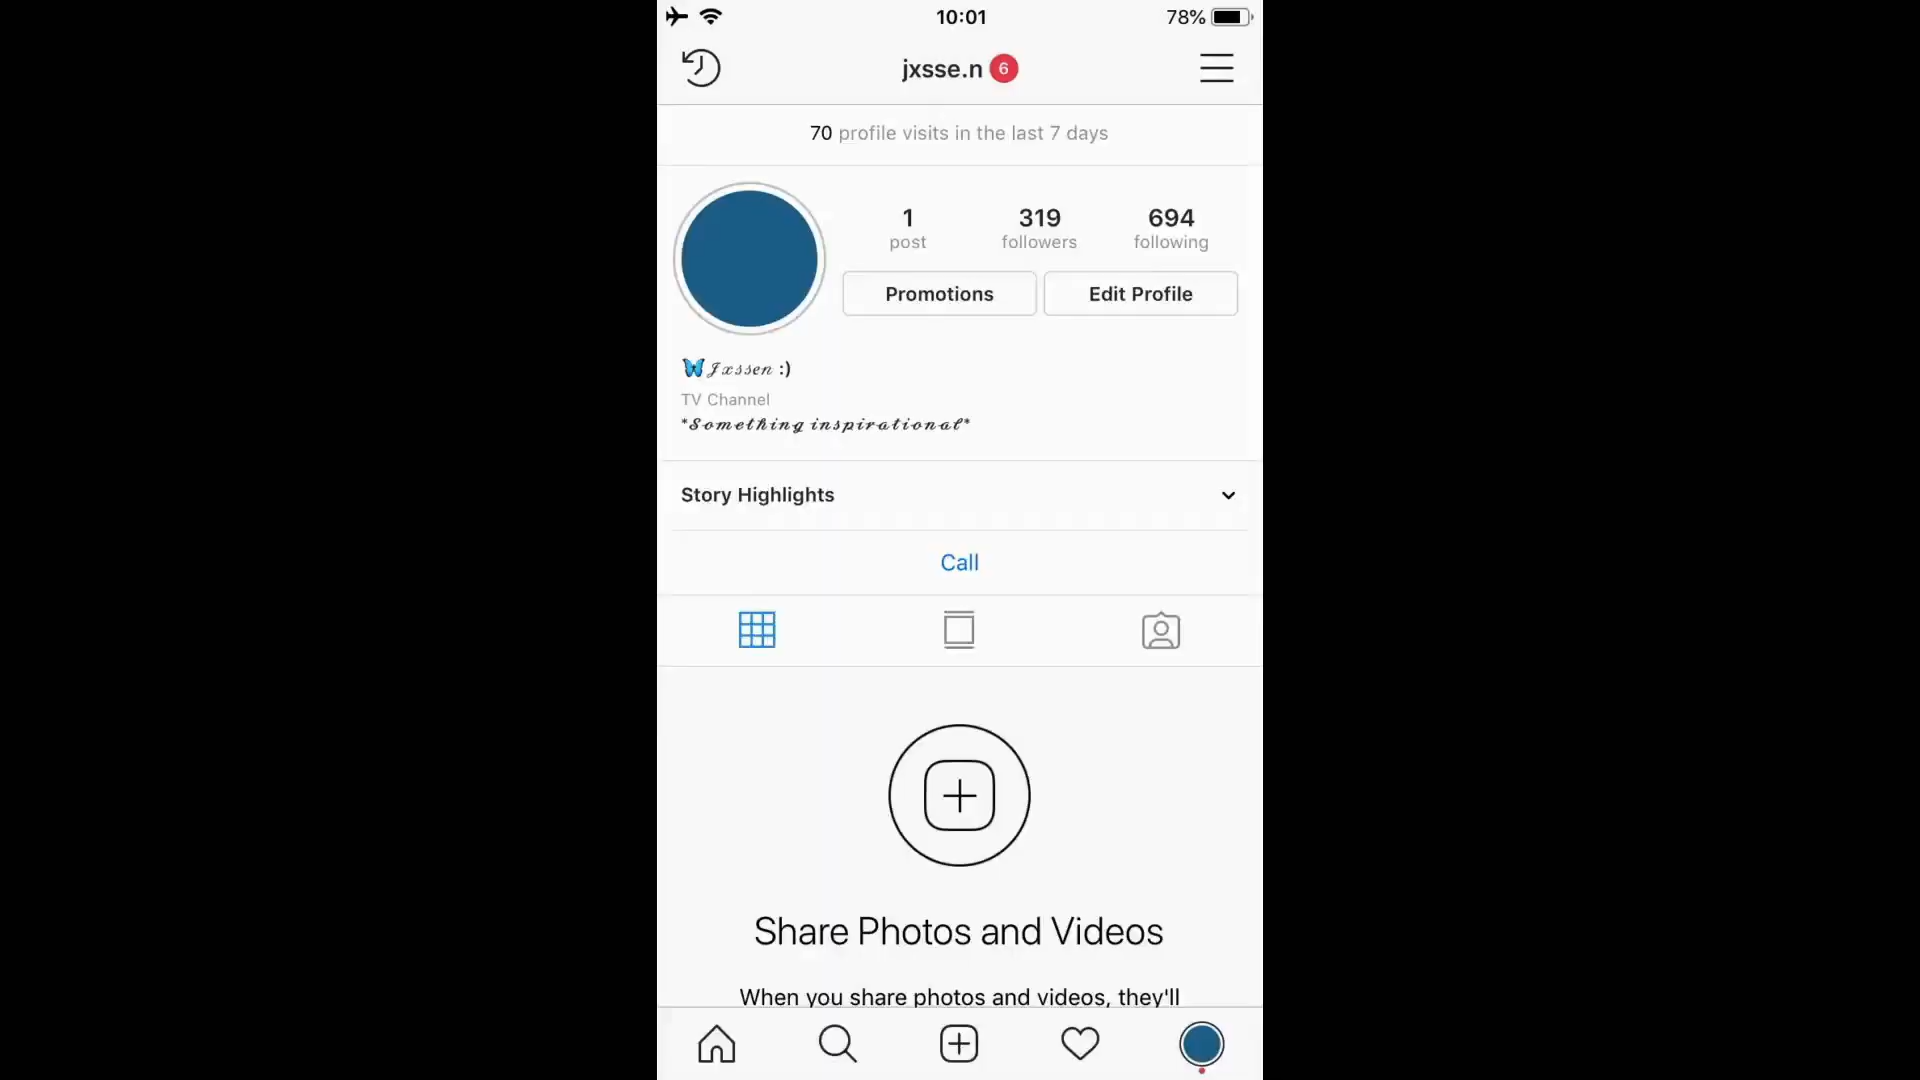 10:01
78%
jxsse.n 6
70 profile visits in the last 7 days
1 319 694
post followers following
Promotions Edit Profile
🦋𝒥𝓍𝓈𝓈𝑒𝓃 :)
TV Channel
*𝓢𝓸𝓶𝓮𝓽𝓱𝓲𝓷𝓰 𝓲𝓷𝓼𝓹𝓲𝓻𝓪𝓽𝓲𝓸𝓷𝓪𝓵*
Story Highlights
Call
Share Photos and Videos
When you share photos and videos, they'll